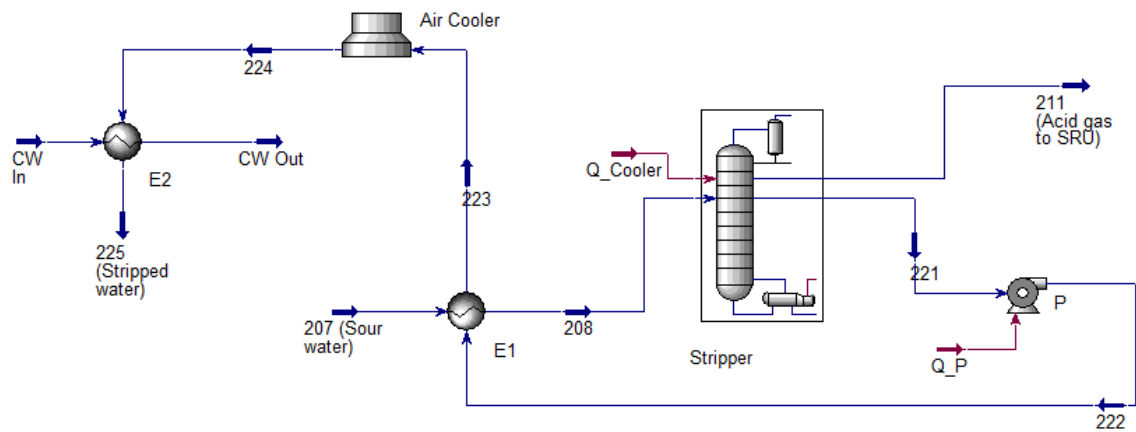 Air Cooler
224
211
(Acid gas
to SRU)
CW
In
CW Out
E2
Q_Cooler
223
225
(Stripped
water)
221
207 (Sour
water)
208
E1
P
Stripper
Q_P
222